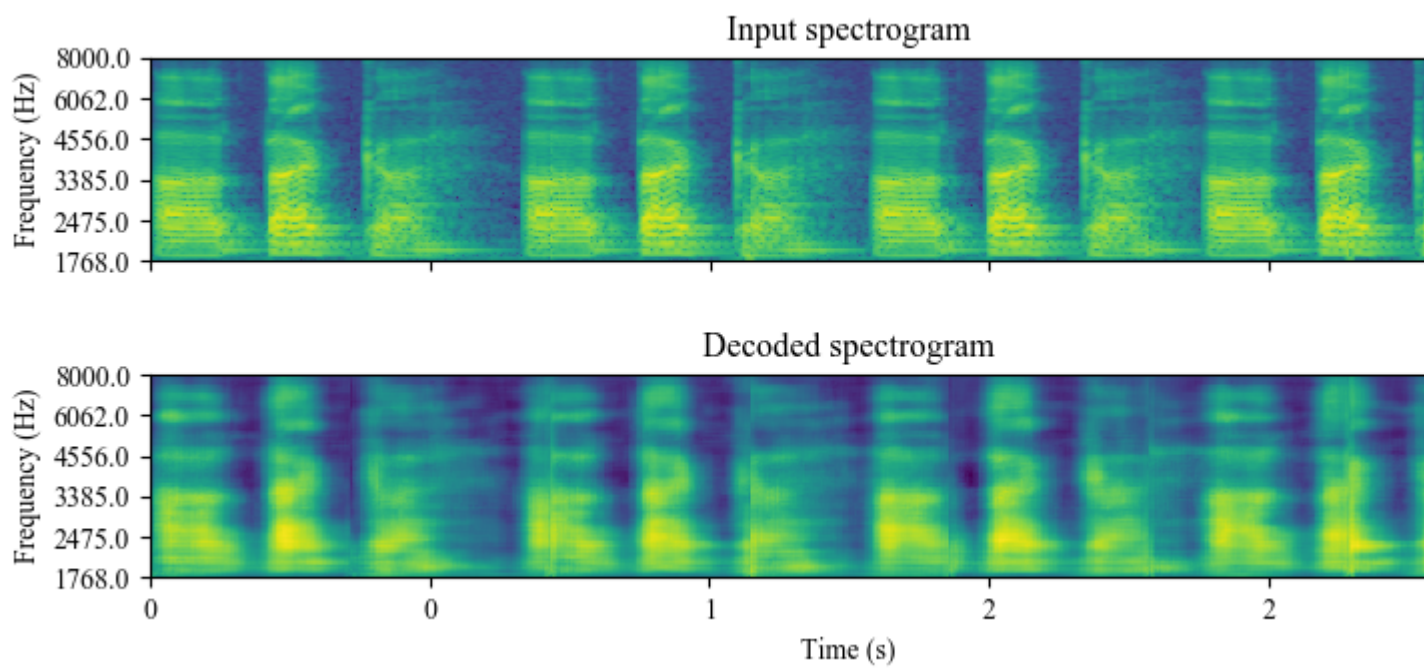 Input spectrogram
8000.0
6062.0
4556.0
3385.0
2475.0
1768.0
Frequency (Hz)
Decoded spectrogram
8000.0
6062.0
4556.0
3385.0
2475.0
1768.0
Frequency (Hz)
0 0 1 2 2
Time (s)